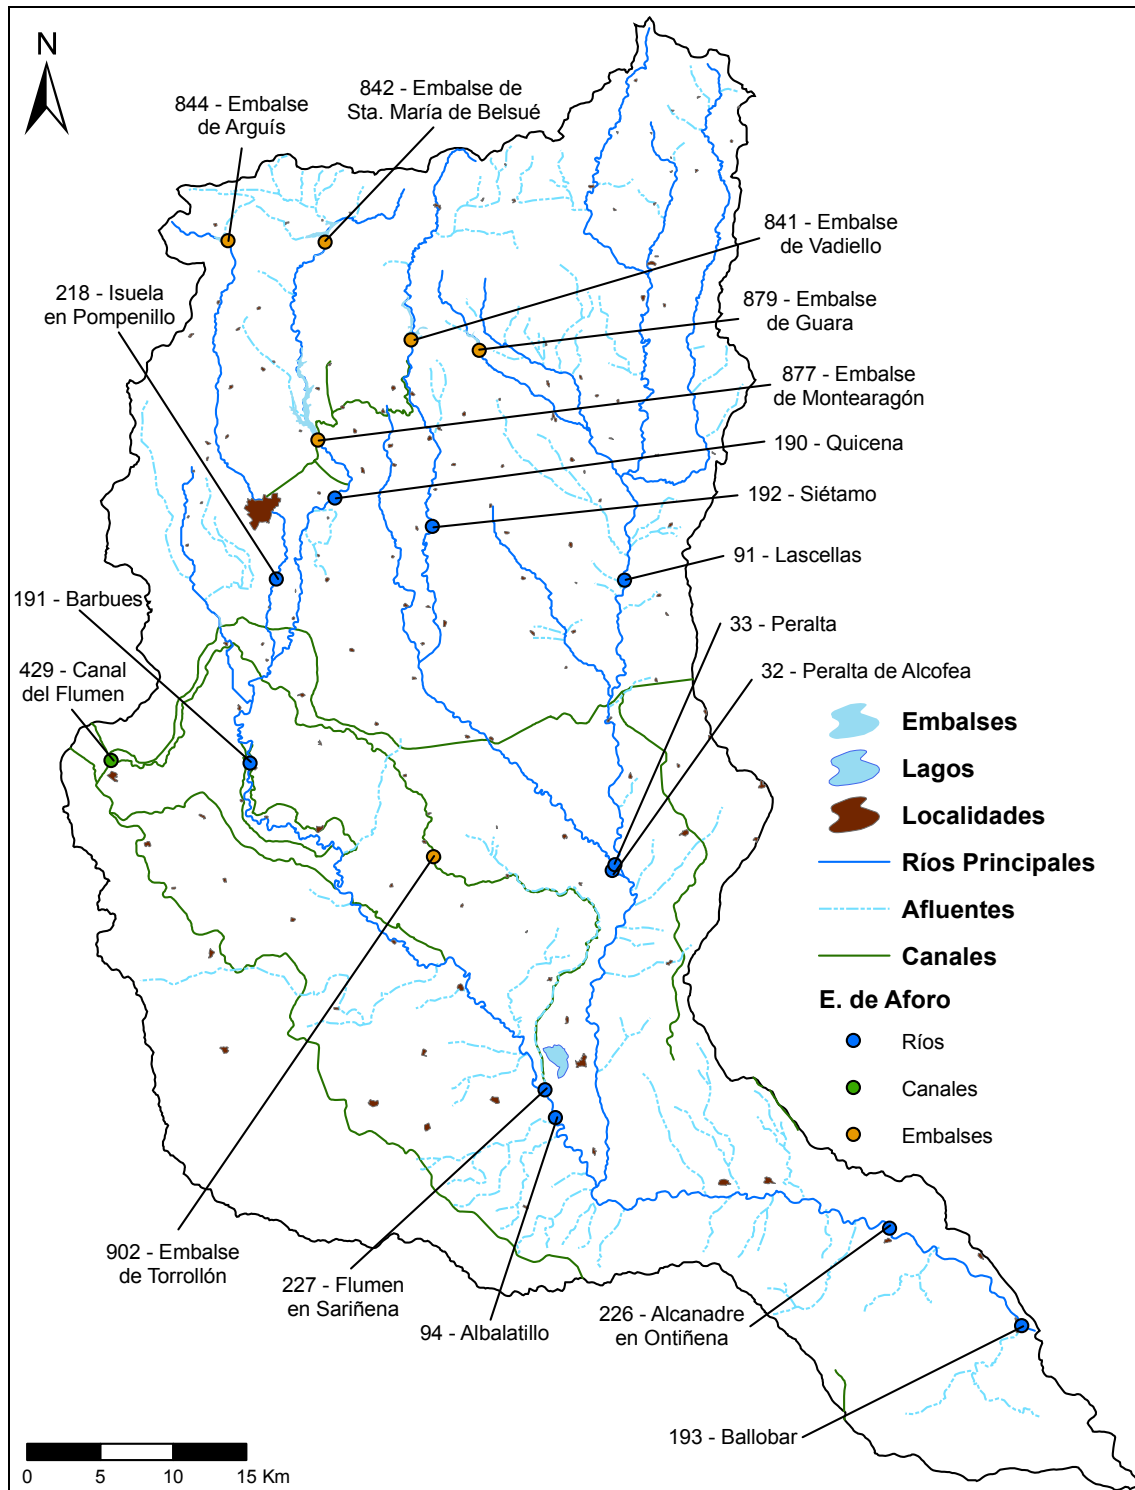 N
844 - Embalse
de Arguís
842 - Embalse de
Sta. María de Belsué
841 - Embalse
de Vadiello
218 - Isuela
en Pompenillo
879 - Embalse
de Guara
877 - Embalse
de Montearagón
190 - Quicena
192 - Siétamo
91 - Lascellas
191 - Barbues
33 - Peralta
429 - Canal
del Flumen
32 - Peralta de Alcofea
Embalses
Lagos
Localidades
Ríos Principales
Afluentes
Canales
E. de Aforo
Ríos
Canales
Embalses
902 - Embalse
de Torrollón
227 - Flumen
en Sariñena
94 - Albalatillo
226 - Alcanadre
en Ontiñena
193 - Ballobar
0 5 10 15 Km